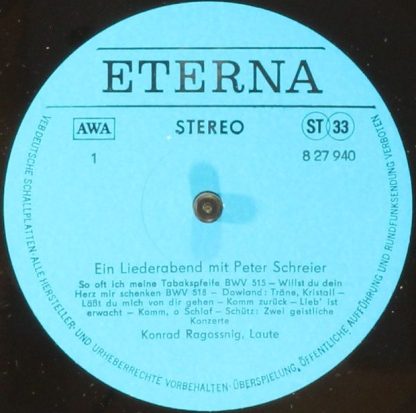 ETERNA
AWA
STEREO
ST 33
1
8 27 940
Ein Liederabend mit Peter Schreier
So oft ich meine Tabakspfeife BWV 515 – Willst du dein
Herz mir schenken BWV 518 – Dowland: Träne, Kristall –
Läßt du mich von dir gehen – Komm zurück – Lieb' ist
erwacht – Komm, o Schlaf – Schütz: Zwei geistliche
Konzerte
Konrad Ragossnig, Laute
VEB DEUTSCHE SCHALLPLATTEN · ALLE HERSTELLER- UND URHEBERRECHTE VORBEHALTEN · ÜBERSPIELUNG, ÖFFENTLICHE AUFFÜHRUNG UND RUNDFUNKSENDUNG VERBOTEN